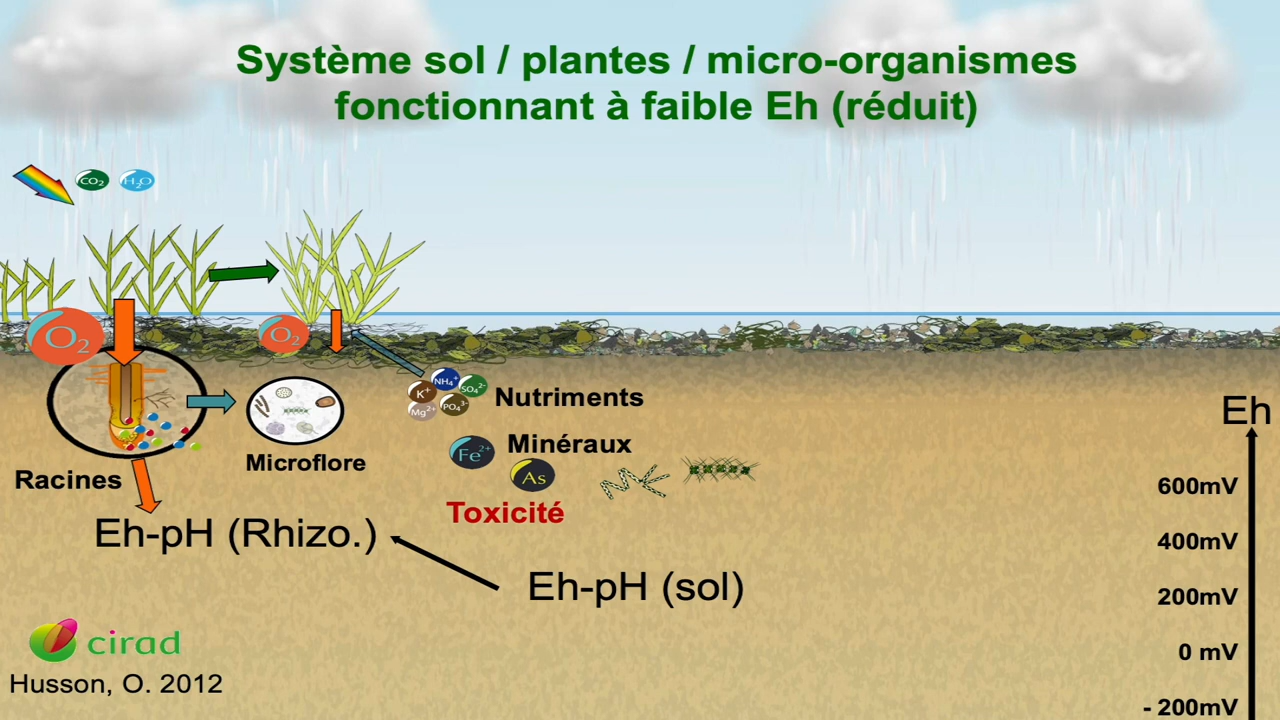 Système sol / plantes / micro-organismes
fonctionnant à faible Eh (réduit)
CO₂
H₂O
O₂
O₂
K⁺
NH₄⁺
SO₄²⁻
Mg²⁺
PO₄³⁻
Nutriments
Fe²⁺
Minéraux
As
Toxicité
Racines
Microflore
Eh-pH (Rhizo.)
Eh-pH (sol)
Eh
600mV
400mV
200mV
0 mV
- 200mV
cirad
Husson, O. 2012